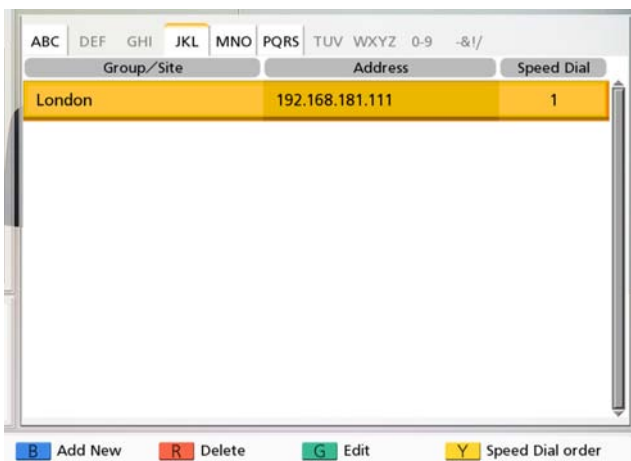 ABC DEF GHI JKL MNO PQRS TUV WXYZ 0-9 -&!/
Group/Site Address Speed Dial
London 192.168.181.111 1
B Add New R Delete G Edit Y Speed Dial order